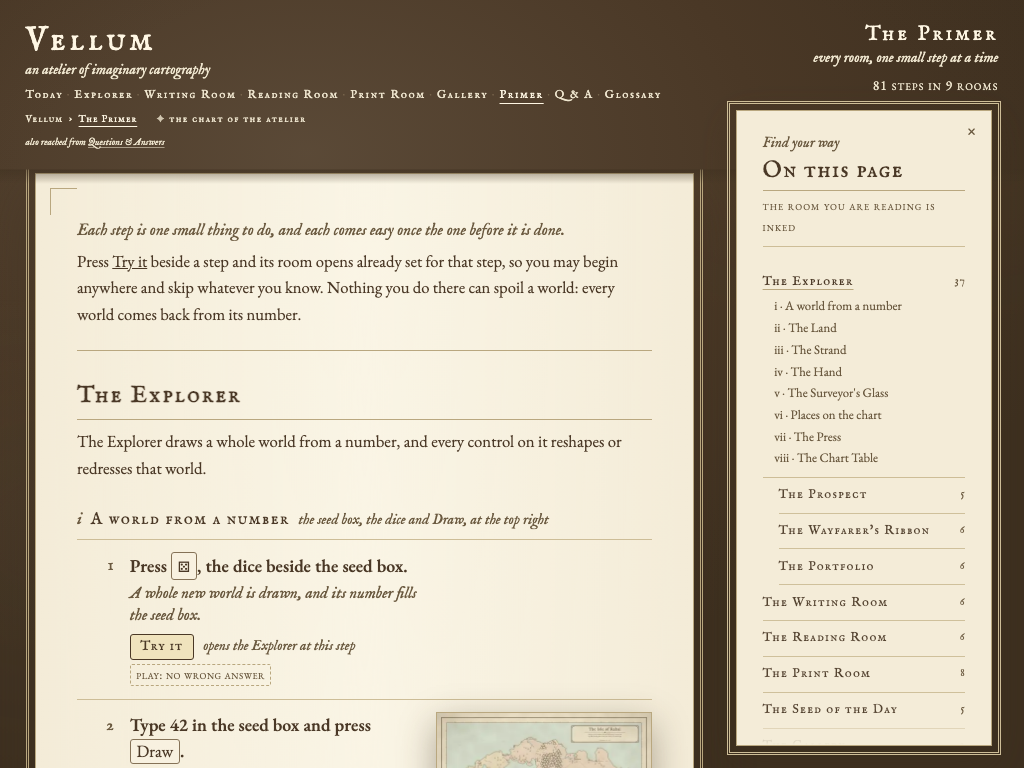 Vellum
an atelier of imaginary cartography
Today · Explorer · Writing Room · Reading Room · Print Room · Gallery · Primer · Q & A · Glossary
Vellum › The Primer ✦ the chart of the atelier
also reached from Questions & Answers
The Primer
every room, one small step at a time
81 steps in 9 rooms
Each step is one small thing to do, and each comes easy once the one before it is done.
Press Try it beside a step and its room opens already set for that step, so you may begin
anywhere and skip whatever you know. Nothing you do there can spoil a world: every
world comes back from its number.
The Explorer
The Explorer draws a whole world from a number, and every control on it reshapes or
redresses that world.
i A world from a number the seed box, the dice and Draw, at the top right
1 Press ⚄, the dice beside the seed box.
A whole new world is drawn, and its number fills
the seed box.
Try it opens the Explorer at this step
play: no wrong answer
2 Type 42 in the seed box and press
Draw.
×
Find your way
On this page
the room you are reading is
inked
The Explorer 37
i · A world from a number
ii · The Land
iii · The Strand
iv · The Hand
v · The Surveyor's Glass
vi · Places on the chart
vii · The Press
viii · The Chart Table
The Prospect 5
The Wayfarer's Ribbon 6
The Portfolio 6
The Writing Room 6
The Reading Room 6
The Print Room 8
The Seed of the Day 5